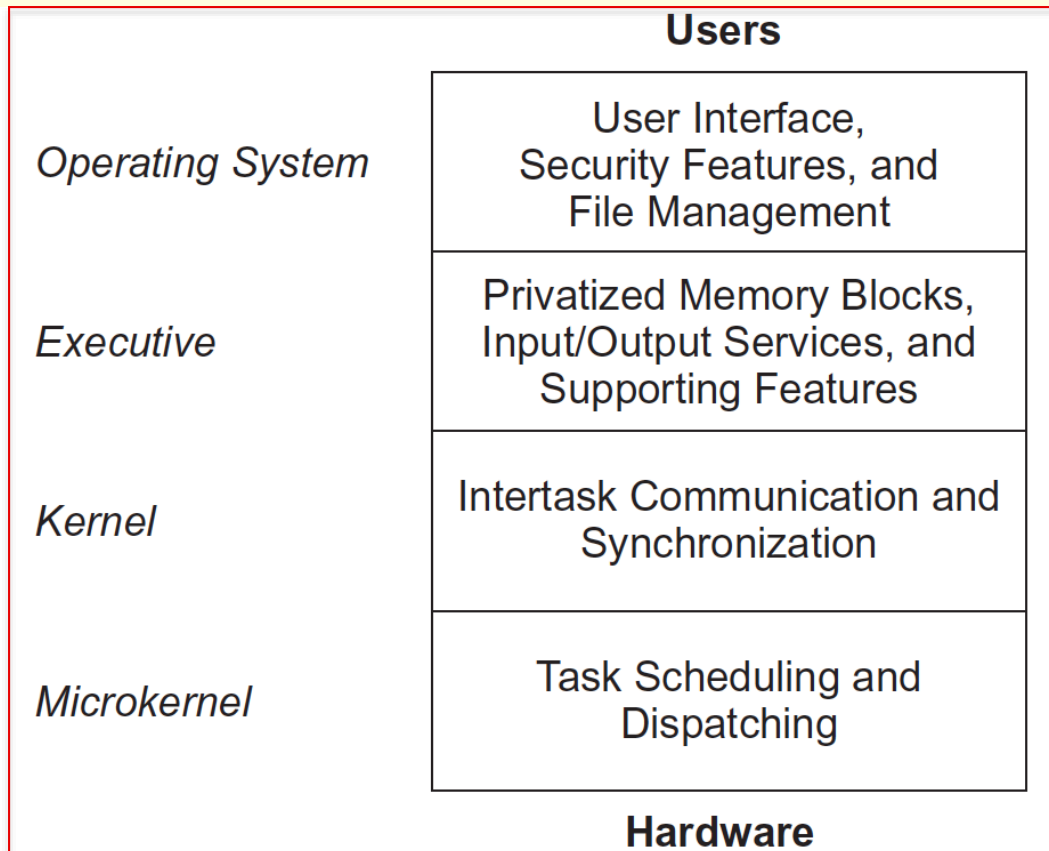 Users
Operating System
User Interface,
Security Features, and
File Management
Executive
Privatized Memory Blocks,
Input/Output Services, and
Supporting Features
Kernel
Intertask Communication and
Synchronization
Microkernel
Task Scheduling and
Dispatching
Hardware